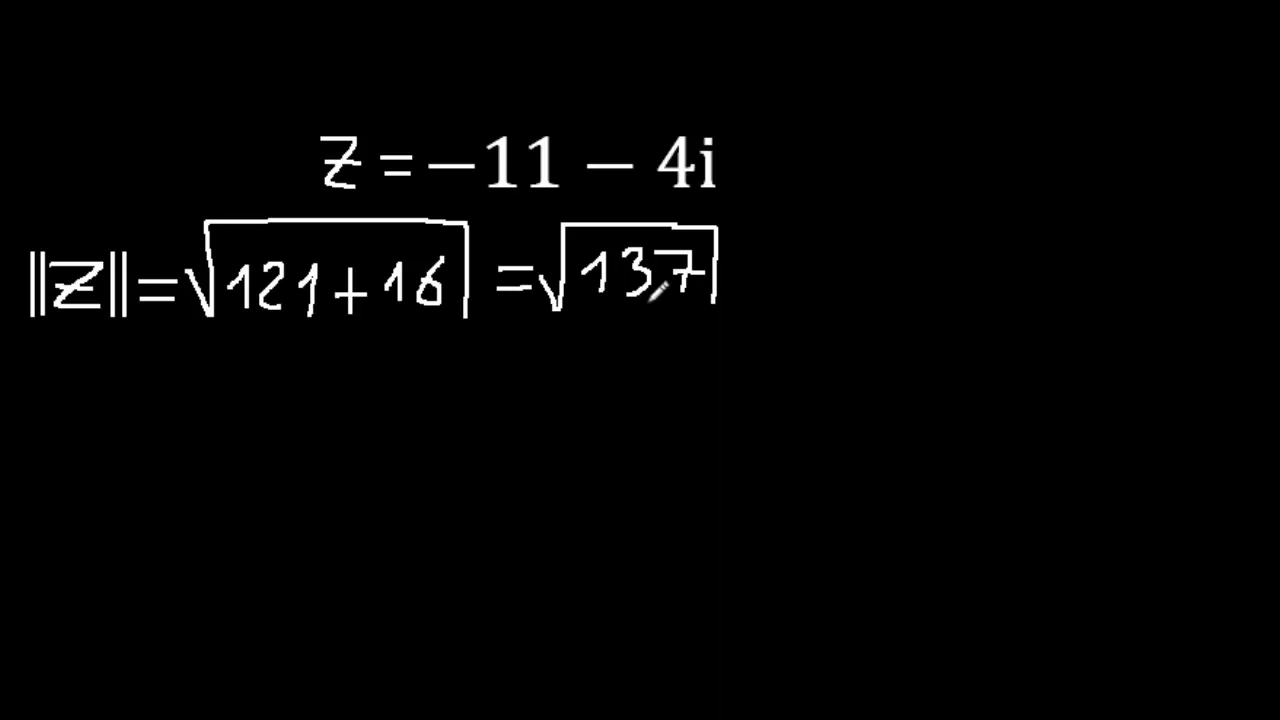 Z = −11 − 4i
‖Z‖ = √121 + 16 = √137